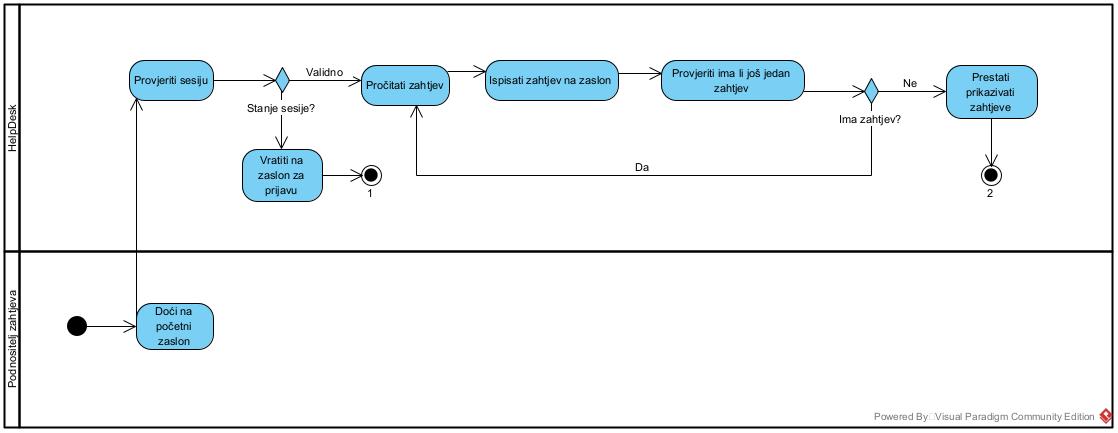 HelpDesk
Provjeriti sesiju
Validno
Stanje sesije?
Vratiti na
zaslon za
prijavu
1
Pročitati zahtjev
Ispisati zahtjev na zaslon
Provjeriti ima li još jedan
zahtjev
Ima zahtjev?
Da
Ne
Prestati
prikazivati
zahtjeve
2
Podnositelj zahtjeva
Doći na
početni
zaslon
Powered By Visual Paradigm Community Edition